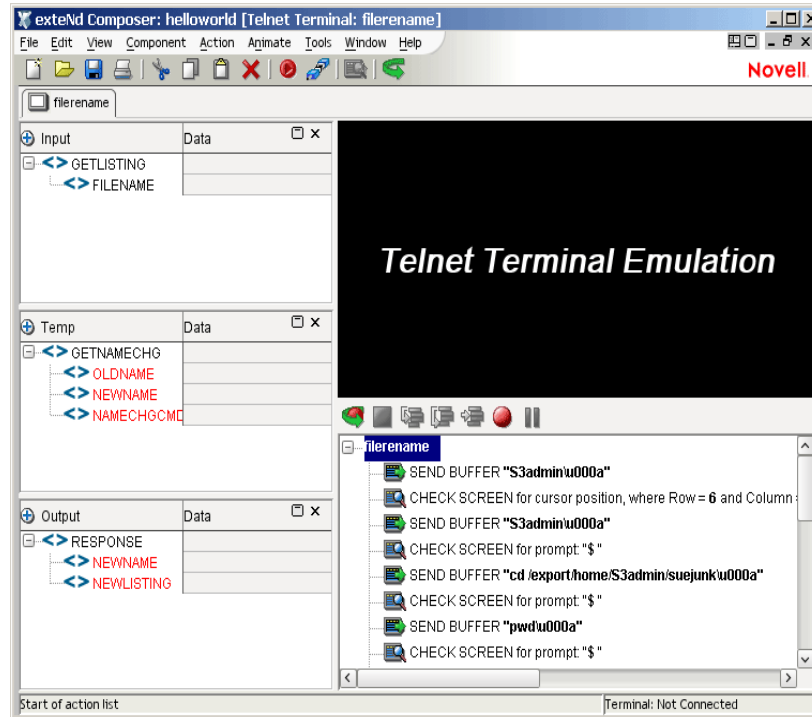 exteNd Composer: helloworld [Telnet Terminal: filerename]
File Edit View Component Action Animate Tools Window Help
Novell
filerename
Input Data
GETLISTING
FILENAME
Telnet Terminal Emulation
Temp Data
GETNAMECHG
OLDNAME
NEWNAME
NAMECHGCMD
Output Data
RESPONSE
NEWNAME
NEWLISTING
filerename
SEND BUFFER "S3admin\u000a"
CHECK SCREEN for cursor position, where Row = 6 and Column =
SEND BUFFER "S3admin\u000a"
CHECK SCREEN for prompt: "$ "
SEND BUFFER "cd /export/home/S3admin/suejunk\u000a"
CHECK SCREEN for prompt: "$ "
SEND BUFFER "pwd\u000a"
CHECK SCREEN for prompt: "$ "
Start of action list
Terminal: Not Connected